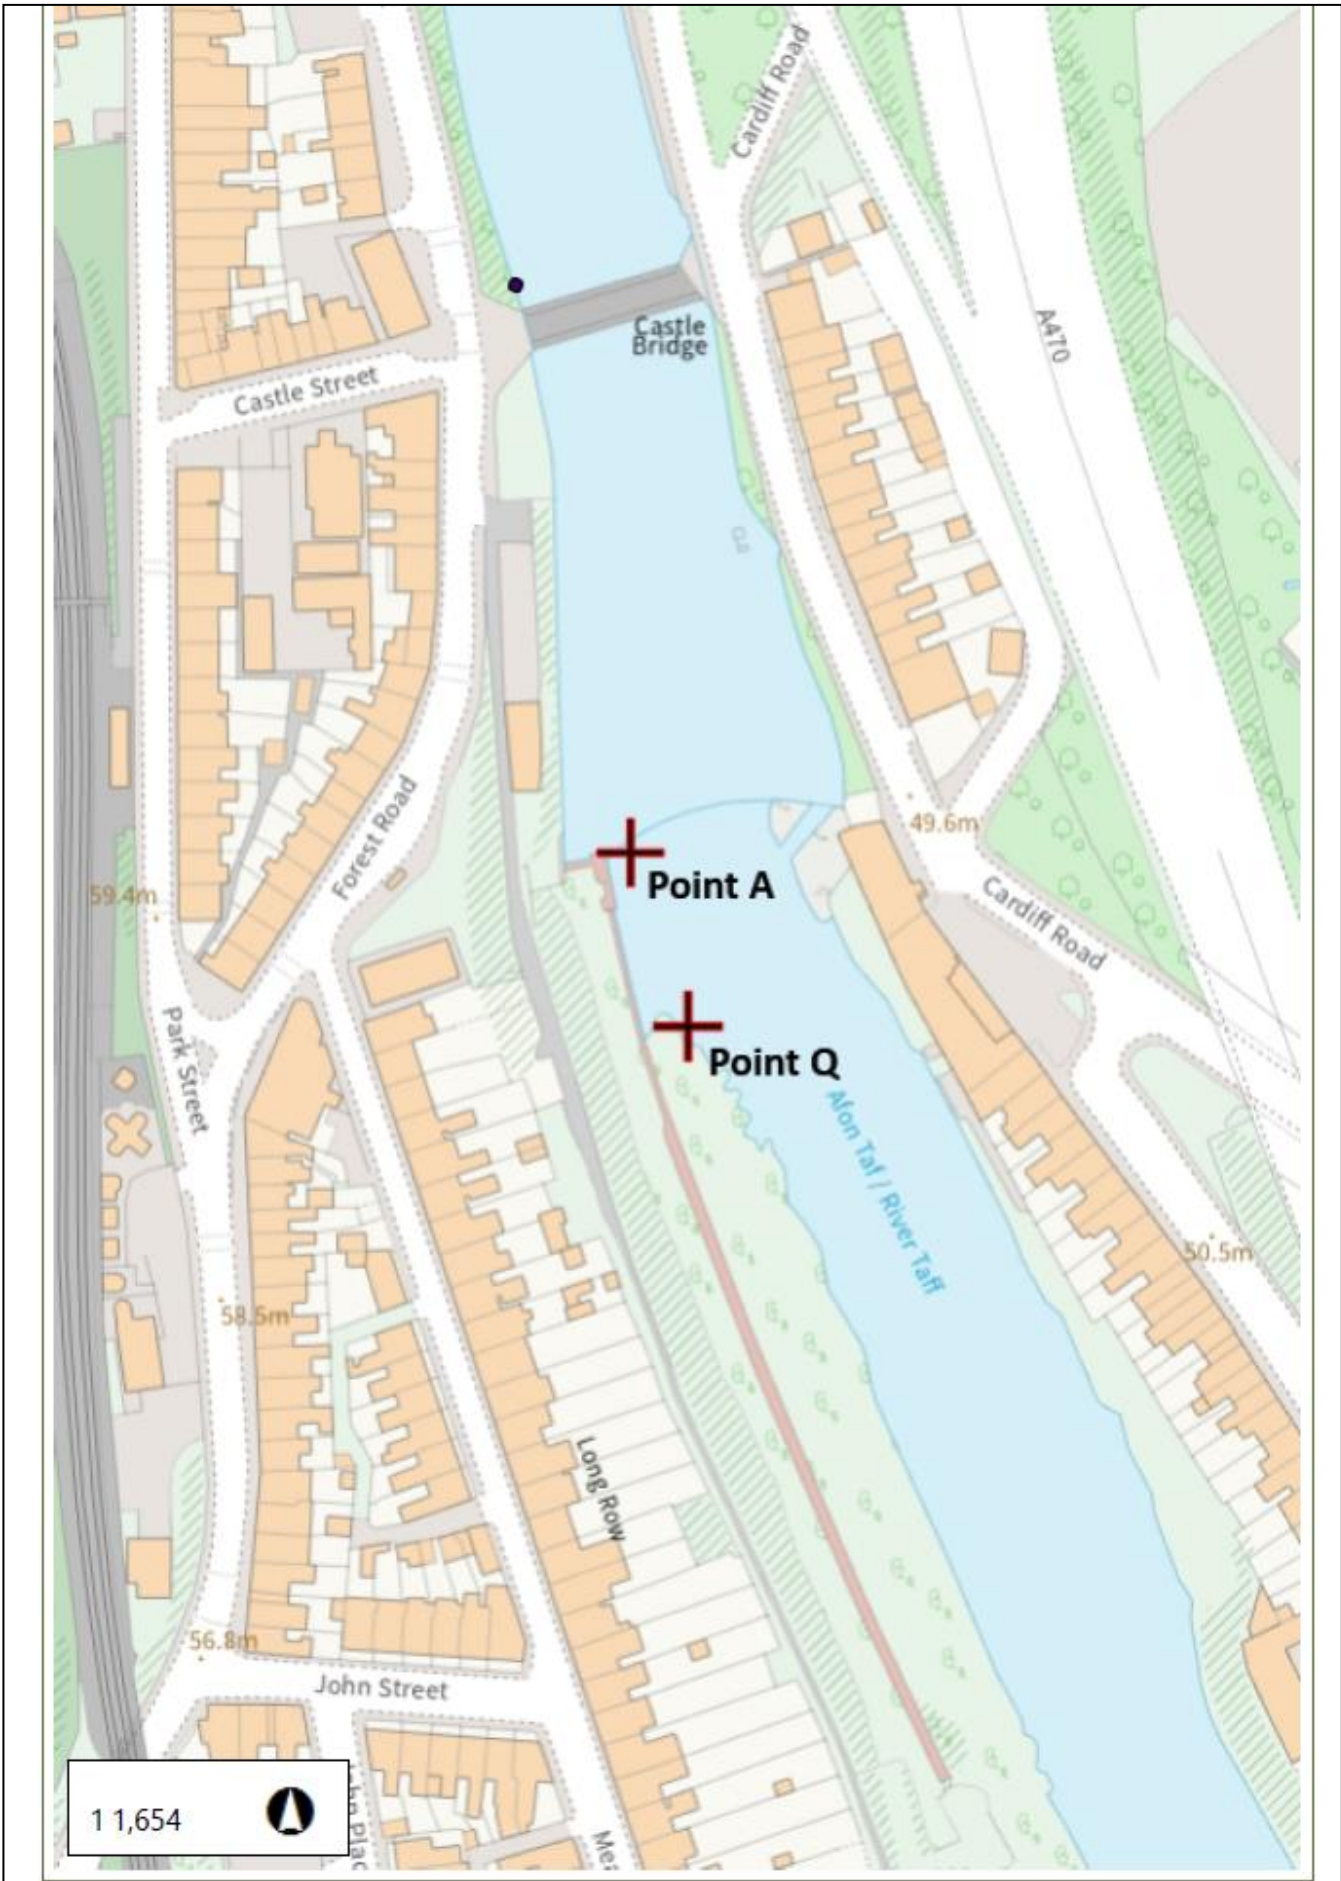 Cardiff Road
A470
Castle
Bridge
Castle Street
49.6m
Point A
Forest Road
59.4m
Cardiff Road
Park Street
Point Q
Afon Taf / River Taff
50.5m
58.5m
Long Row
56.8m
John Street
1 1,654